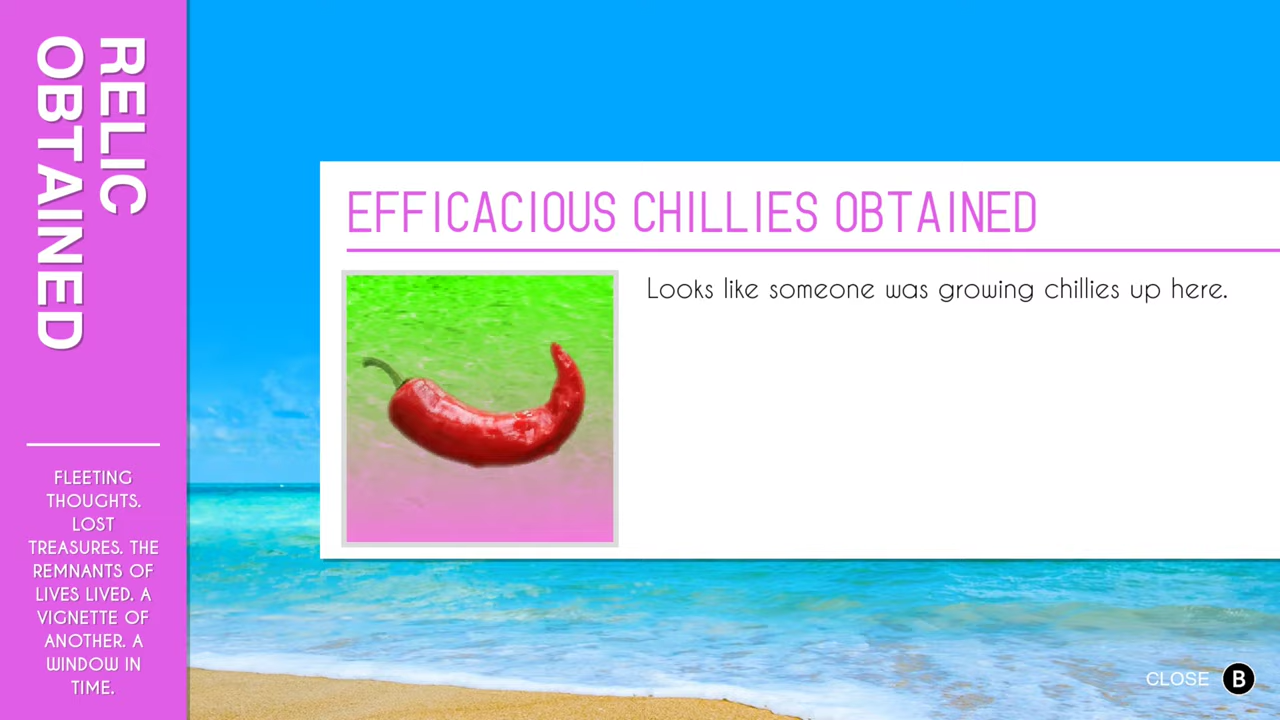 RELIC
OBTAINED
FLEETING
THOUGHTS.
LOST
TREASURES. THE
REMNANTS OF
LIVES LIVED. A
VIGNETTE OF
ANOTHER. A
WINDOW IN
TIME.
EFFICACIOUS CHILLIES OBTAINED
Looks like someone was growing chillies up here.
CLOSE B